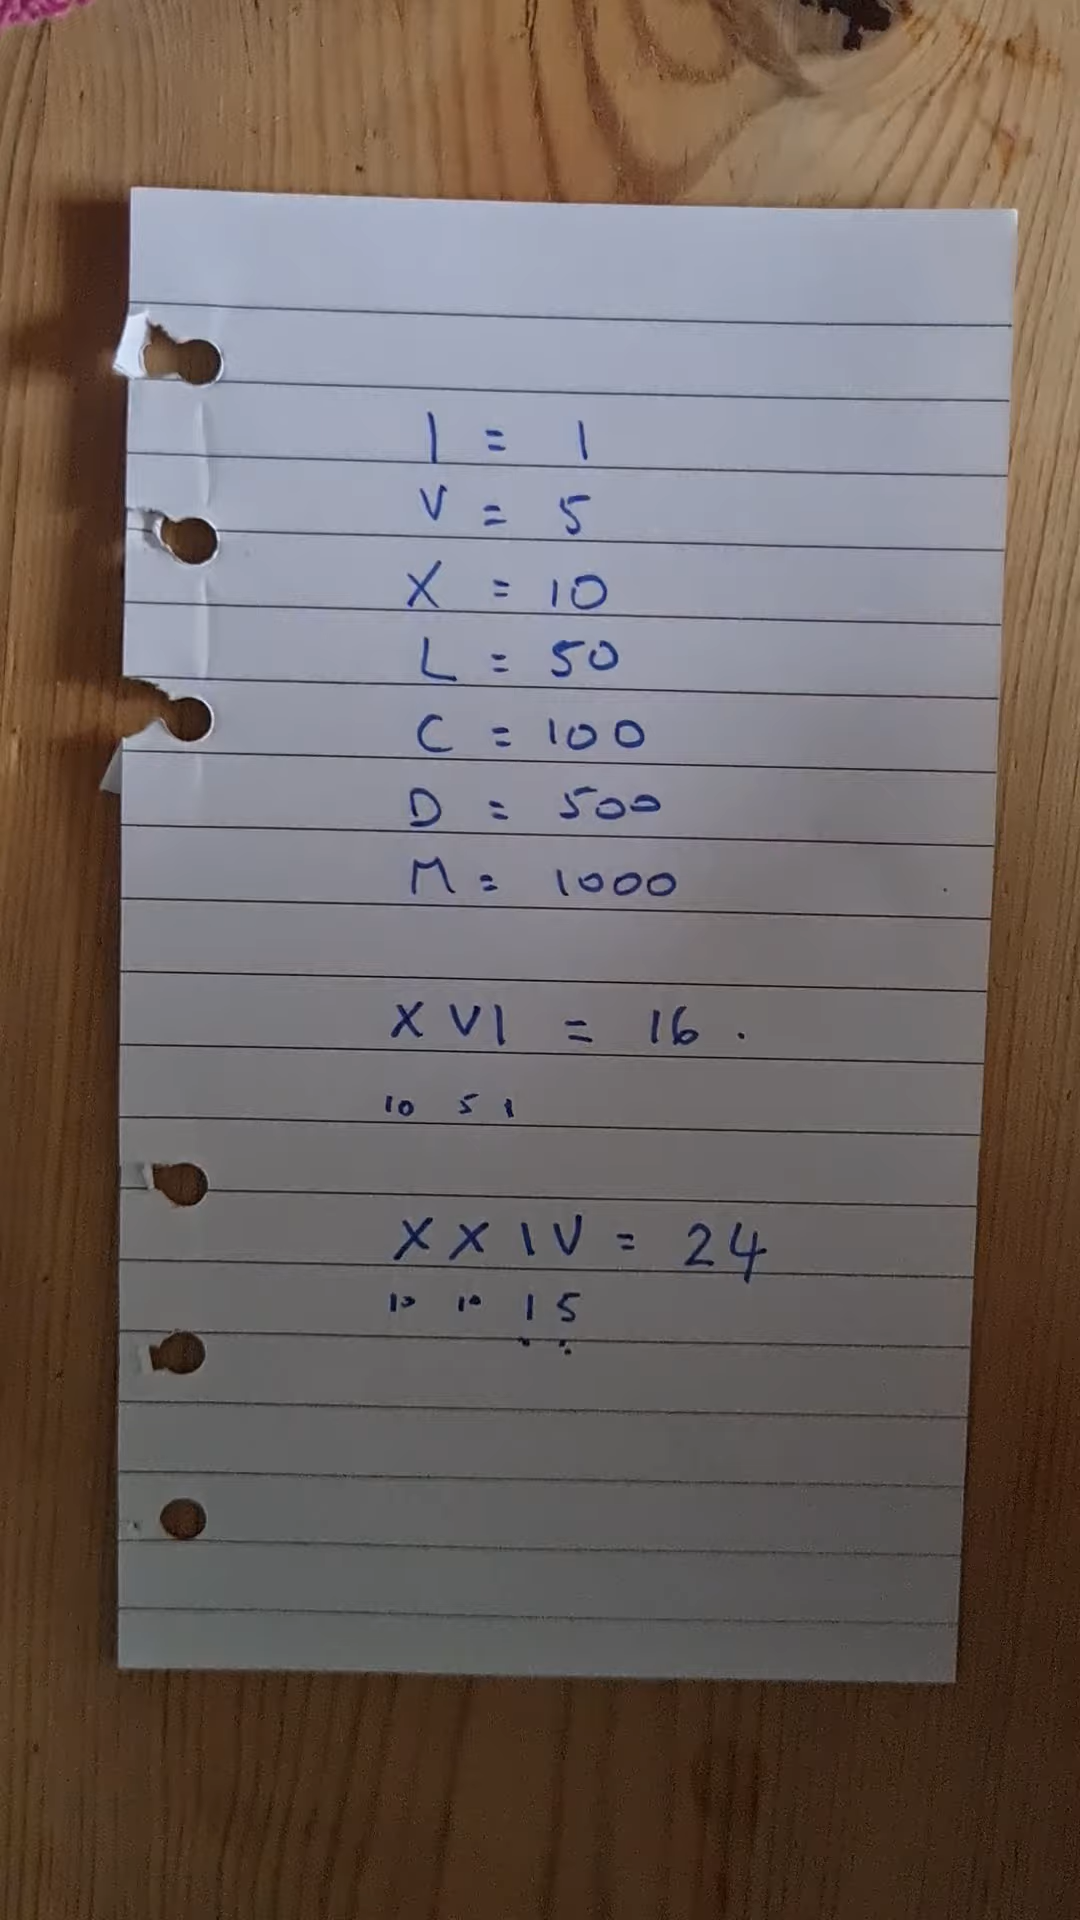 I = 1
V = 5
X = 10
L = 50
C = 100
D = 500
M = 1000
XVI = 16.
10 5 1
XXIV = 24
10 10 1 5